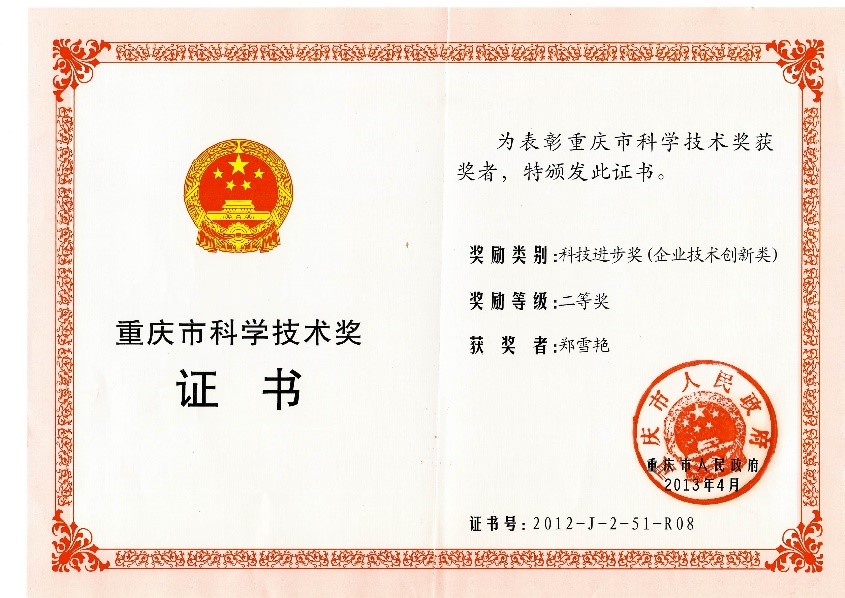 重庆市科学技术奖
证 书
为表彰重庆市科学技术奖获
奖者，特颁发此证书。
奖励类别:科技进步奖(企业技术创新类)
奖励等级:二等奖
获奖者:郑雪艳
重庆市人民政府
重庆市人民政府
2013年4月
证书号:2012-J-2-51-R08